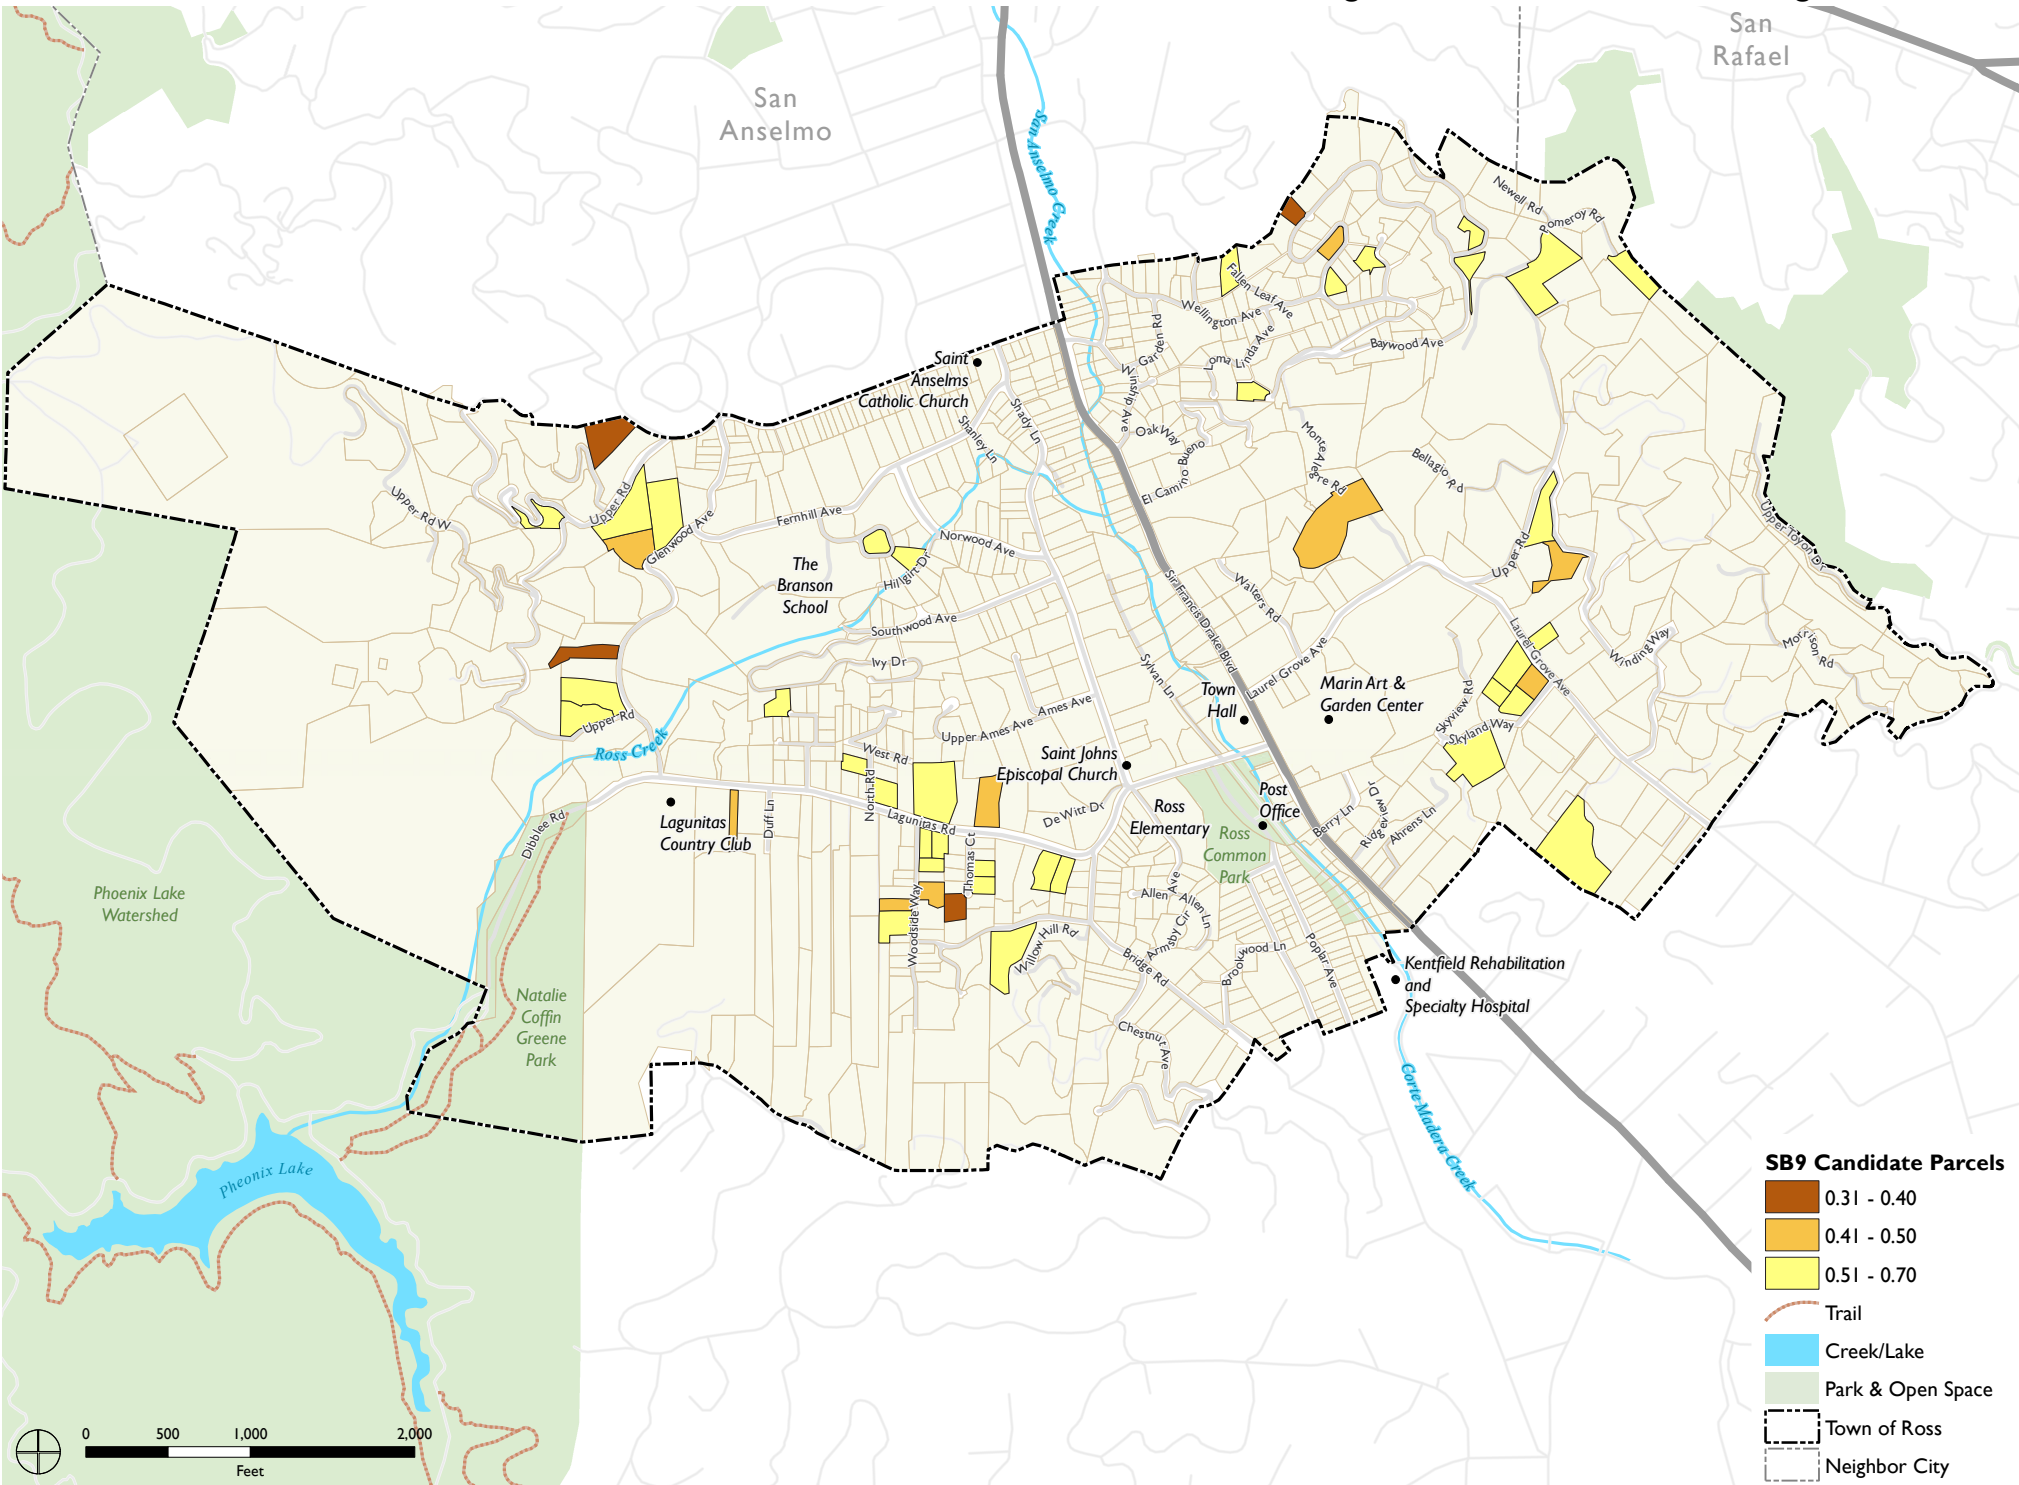 San
Rafael
San
Anselmo
San Anselmo Creek
Newell Rd
Pomeroy Rd
Fallen Leaf Ave
Wellington Ave
Garden Rd
Loma Linda Ave
Baywood Ave
Winship Ave
Saint
Anselms
Catholic Church
Shady Ln
Shanley Ln
Oak Way
El Camino Bueno
Monte Alegre Rd
Bellagio Rd
Upper Rd W
Upper Rd
Glenwood Ave
Fernhill Ave
Norwood Ave
The
Branson
School
Hillgirt Dr
Southwood Ave
Ivy Dr
Sir Francis Drake Blvd
Walters Rd
Laurel Grove Ave
Upper Rd
Upper Toyon Dr
Morrison Rd
Winding Way
Laurel Grove Ave
Skyview Rd
Skyland Way
Sylvan Ln
Town
Hall
Marin Art &
Garden Center
Upper Rd
Ross Creek
Ames Ave
Upper Ames Ave
West Rd
North Rd
Saint Johns
Episcopal Church
Lagunitas Rd
De Witt Dr
Ross
Elementary
Post
Office
Ross
Common
Park
Berry Ln
Ridgeview Dr
Ahrens Ln
Lagunitas
Country Club
Duff Ln
Dibblee Rd
Thomas Ct
Woodside Way
Allen Ave
Allen Ln
Armsby Cir
Willow Hill Rd
Bridge Rd
Brookwood Ln
Poplar Ave
Chestnut Ave
Kentfield Rehabilitation
and
Specialty Hospital
Phoenix Lake
Watershed
Natalie
Coffin
Greene
Park
Pheonix Lake
Corte Madera Creek
SB9 Candidate Parcels
0.31 - 0.40
0.41 - 0.50
0.51 - 0.70
Trail
Creek/Lake
Park & Open Space
Town of Ross
Neighbor City
0 500 1,000 2,000
Feet